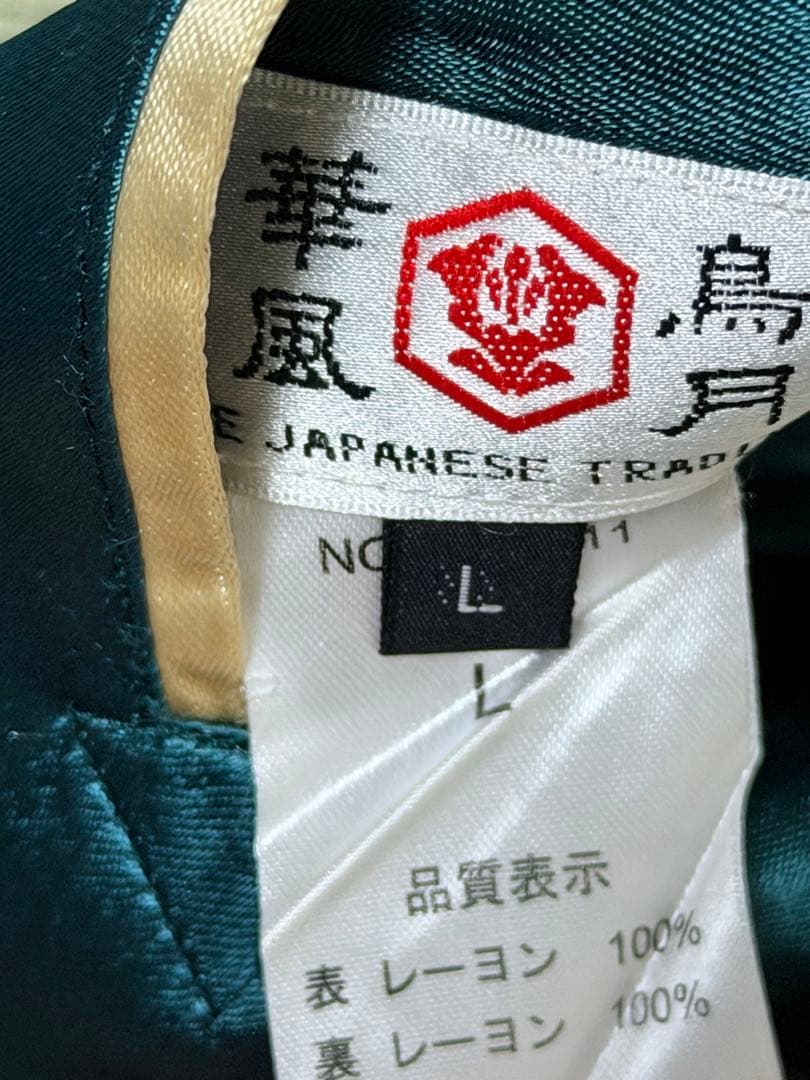 華 鳥
風 月
E JAPANESE TRAD
NO 11
L
L
品質表示
表 レーヨン 100%
裏 レーヨン 100%